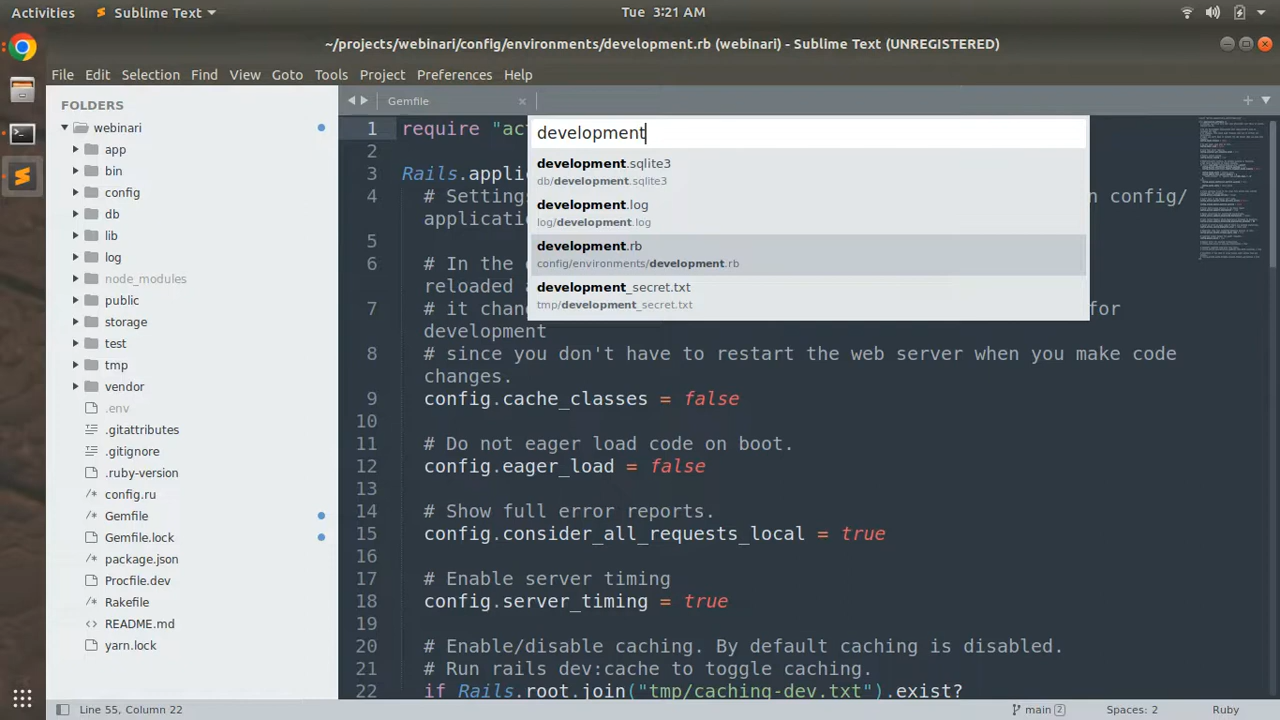 Activities
Sublime Text
Tue 3:21 AM
~/projects/webinari/config/environments/development.rb (webinari) - Sublime Text (UNREGISTERED)
File Edit Selection Find View Goto Tools Project Preferences Help
FOLDERS
webinari
app
bin
config
db
lib
log
node_modules
public
storage
test
tmp
vendor
.env
.gitattributes
.gitignore
.ruby-version
config.ru
Gemfile
Gemfile.lock
package.json
Procfile.dev
Rakefile
README.md
yarn.lock
Gemfile
development
development.sqlite3
db/development.sqlite3
development.log
log/development.log
development.rb
config/environments/development.rb
development_secret.txt
tmp/development_secret.txt
1 require "ac
2
3 Rails.appli
4 # Settings n config/
applicatio
5
6 # In the
reloaded a
7 # it chan for
development
8 # since you don't have to restart the web server when you make code
changes.
9 config.cache_classes = false
10
11 # Do not eager load code on boot.
12 config.eager_load = false
13
14 # Show full error reports.
15 config.consider_all_requests_local = true
16
17 # Enable server timing
18 config.server_timing = true
19
20 # Enable/disable caching. By default caching is disabled.
21 # Run rails dev:cache to toggle caching.
22 if Rails.root.join("tmp/caching-dev.txt").exist?
Line 55, Column 22
main 2
Spaces: 2
Ruby